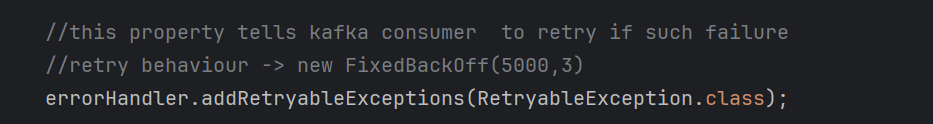 //this property tells kafka consumer  to retry if such failure
//retry behaviour -> new FixedBackOff(5000,3)
errorHandler.addRetryableExceptions(RetryableException.class);